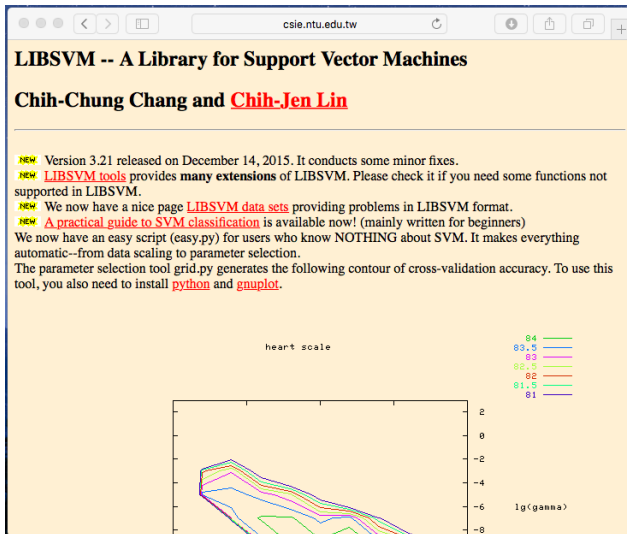 csie.ntu.edu.tw
LIBSVM -- A Library for Support Vector Machines
Chih-Chung Chang and Chih-Jen Lin
NEW Version 3.21 released on December 14, 2015. It conducts some minor fixes.
NEW LIBSVM tools provides many extensions of LIBSVM. Please check it if you need some functions not
supported in LIBSVM.
NEW We now have a nice page LIBSVM data sets providing problems in LIBSVM format.
NEW A practical guide to SVM classification is available now! (mainly written for beginners)
We now have an easy script (easy.py) for users who know NOTHING about SVM. It makes everything
automatic--from data scaling to parameter selection.
The parameter selection tool grid.py generates the following contour of cross-validation accuracy. To use this
tool, you also need to install python and gnuplot.
heart scale
84
83.5
83
82.5
82
81.5
81
2
0
-2
-4
-6
lg(gamma)
-8